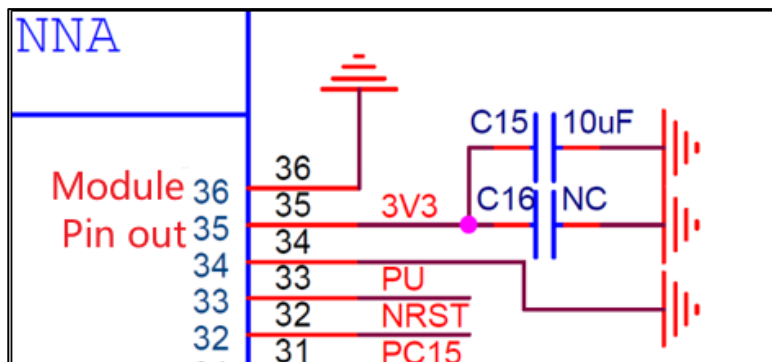 NNA
C15 10uF
36
Module 36
35 3V3 C16 NC
Pin out 35
34
34
33 PU
33
32 NRST
32
31 PC15